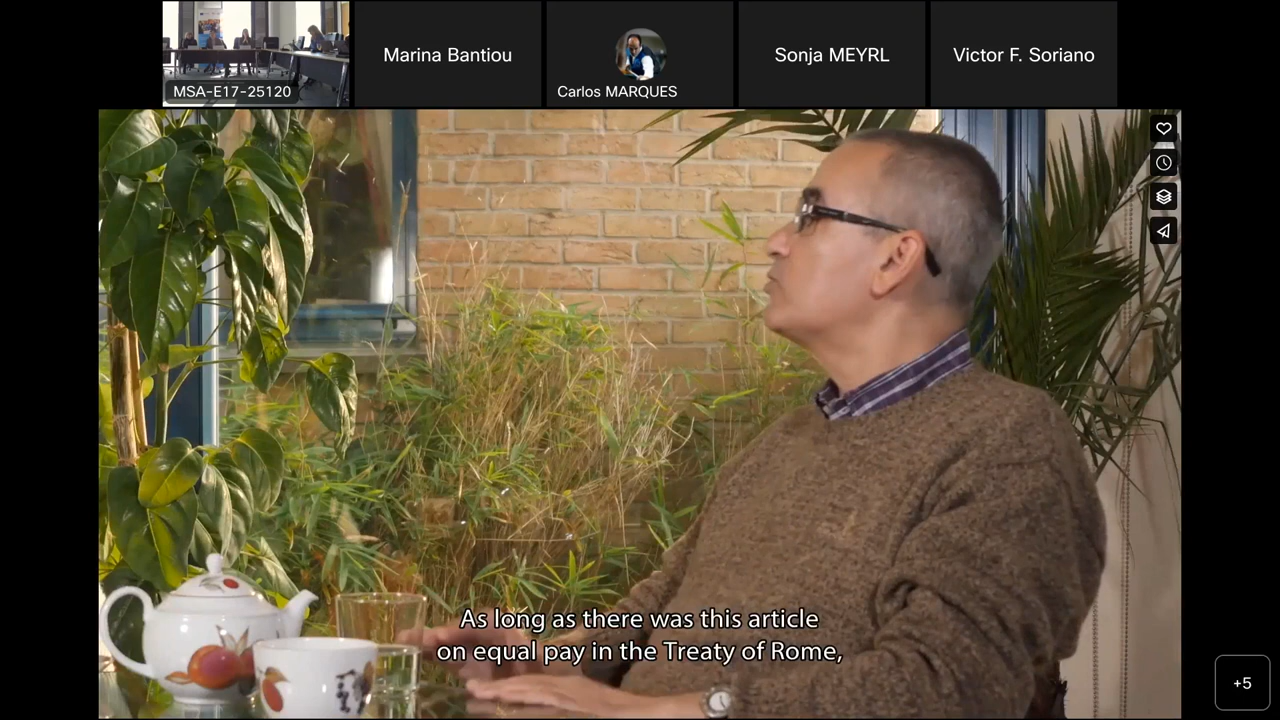 MSA-E17-25120
Marina Bantiou
Carlos MARQUES
Sonja MEYRL
Victor F. Soriano
As long as there was this article
on equal pay in the Treaty of Rome,
+5